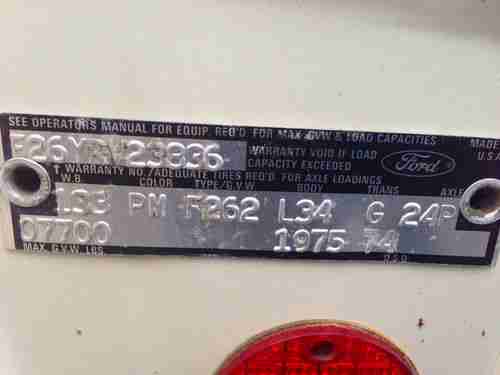 SEE OPERATORS MANUAL FOR EQUIP. REQ'D FOR MAX GVW & LOAD CAPACITIES MADE
F26YRV23836 WARRANTY VOID IF LOAD CAPACITY EXCEEDED Ford U.S.
WARRANTY NO./ADEQUATE TIRES REQ'D FOR AXLE LOADINGS
W.B. COLOR TYPE/G.V.W. BODY TRANS AXLE
133 PM F262 L34 G 24P
07700 1975 74
MAX. G.V.W. LBS. D.S.O.